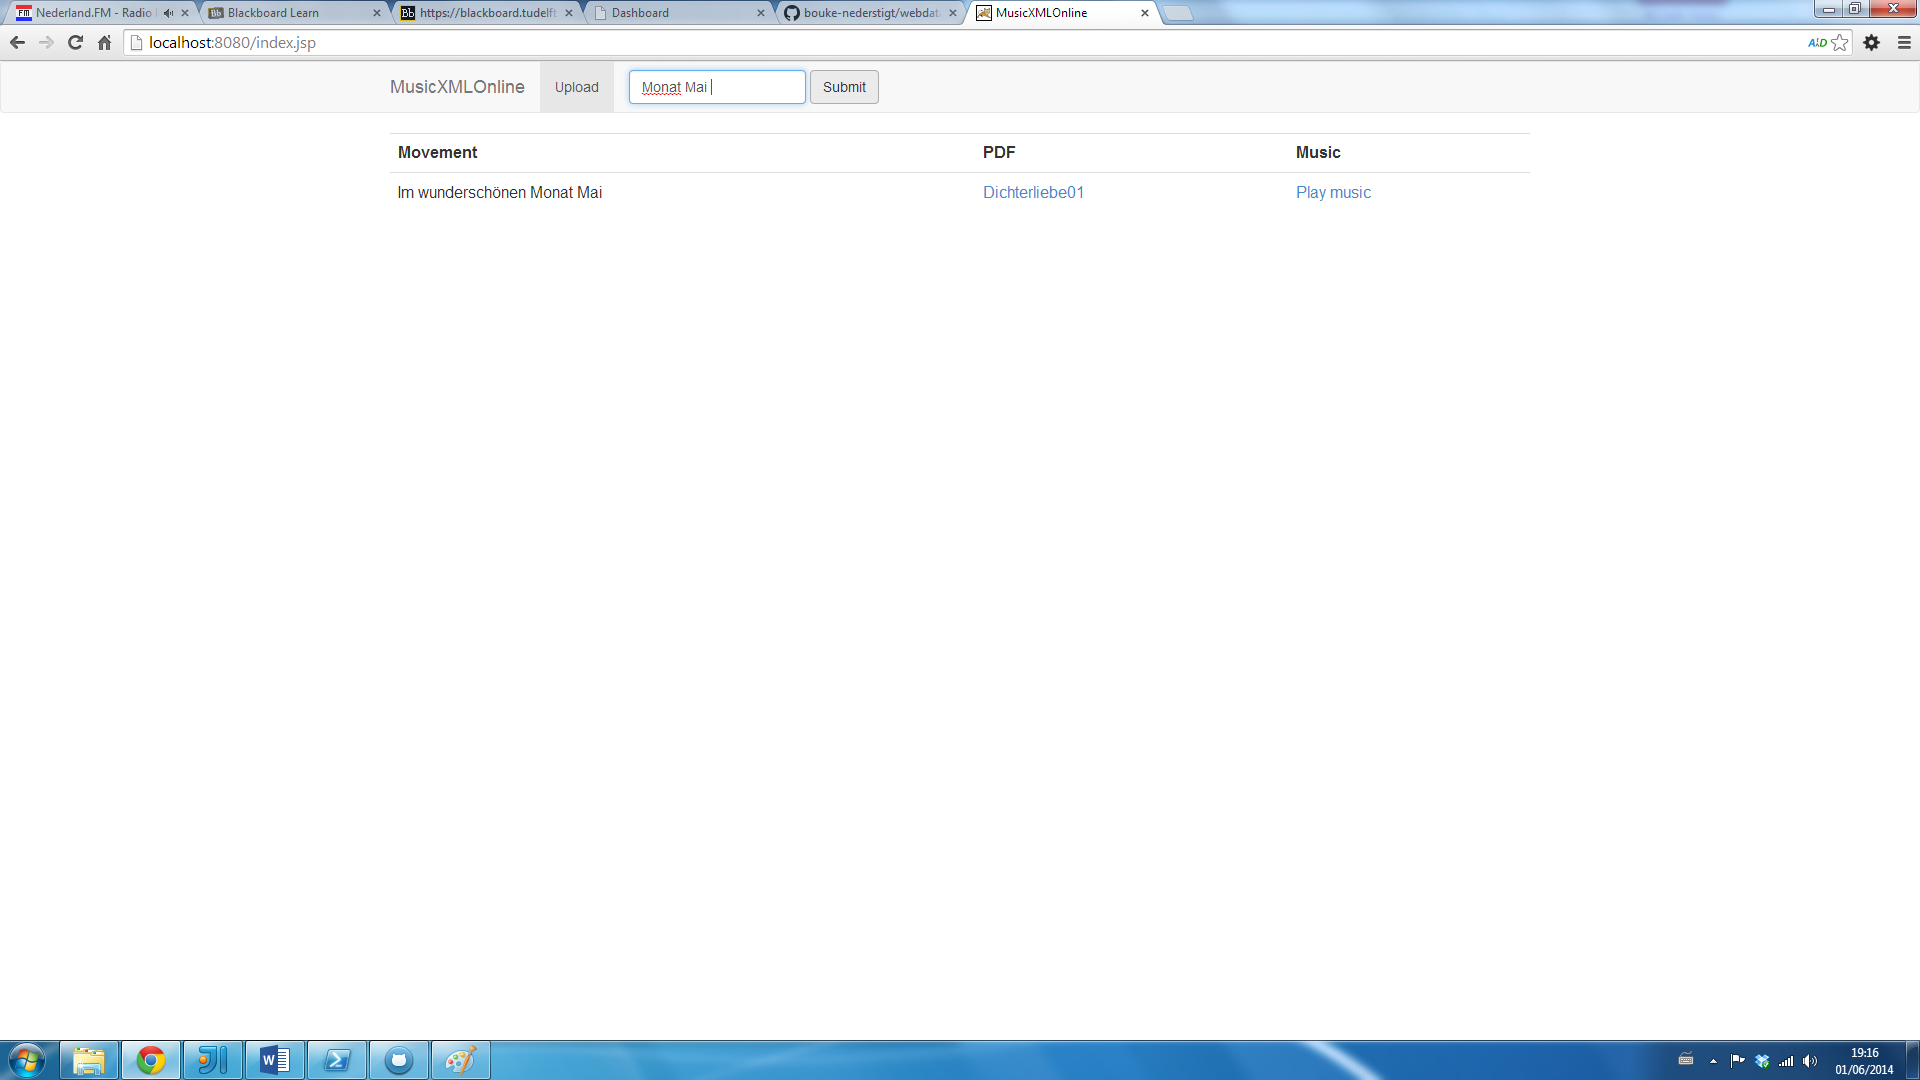 Nederland.FM - Radio
Blackboard Learn
https://blackboard.tudelft
Dashboard
bouke-nederstigt/webdat
MusicXMLOnline
localhost:8080/index.jsp
MusicXMLOnline
Upload
Monat Mai
Submit
Movement PDF Music
Im wunderschönen Monat Mai Dichterliebe01 Play music
19:16
01/06/2014